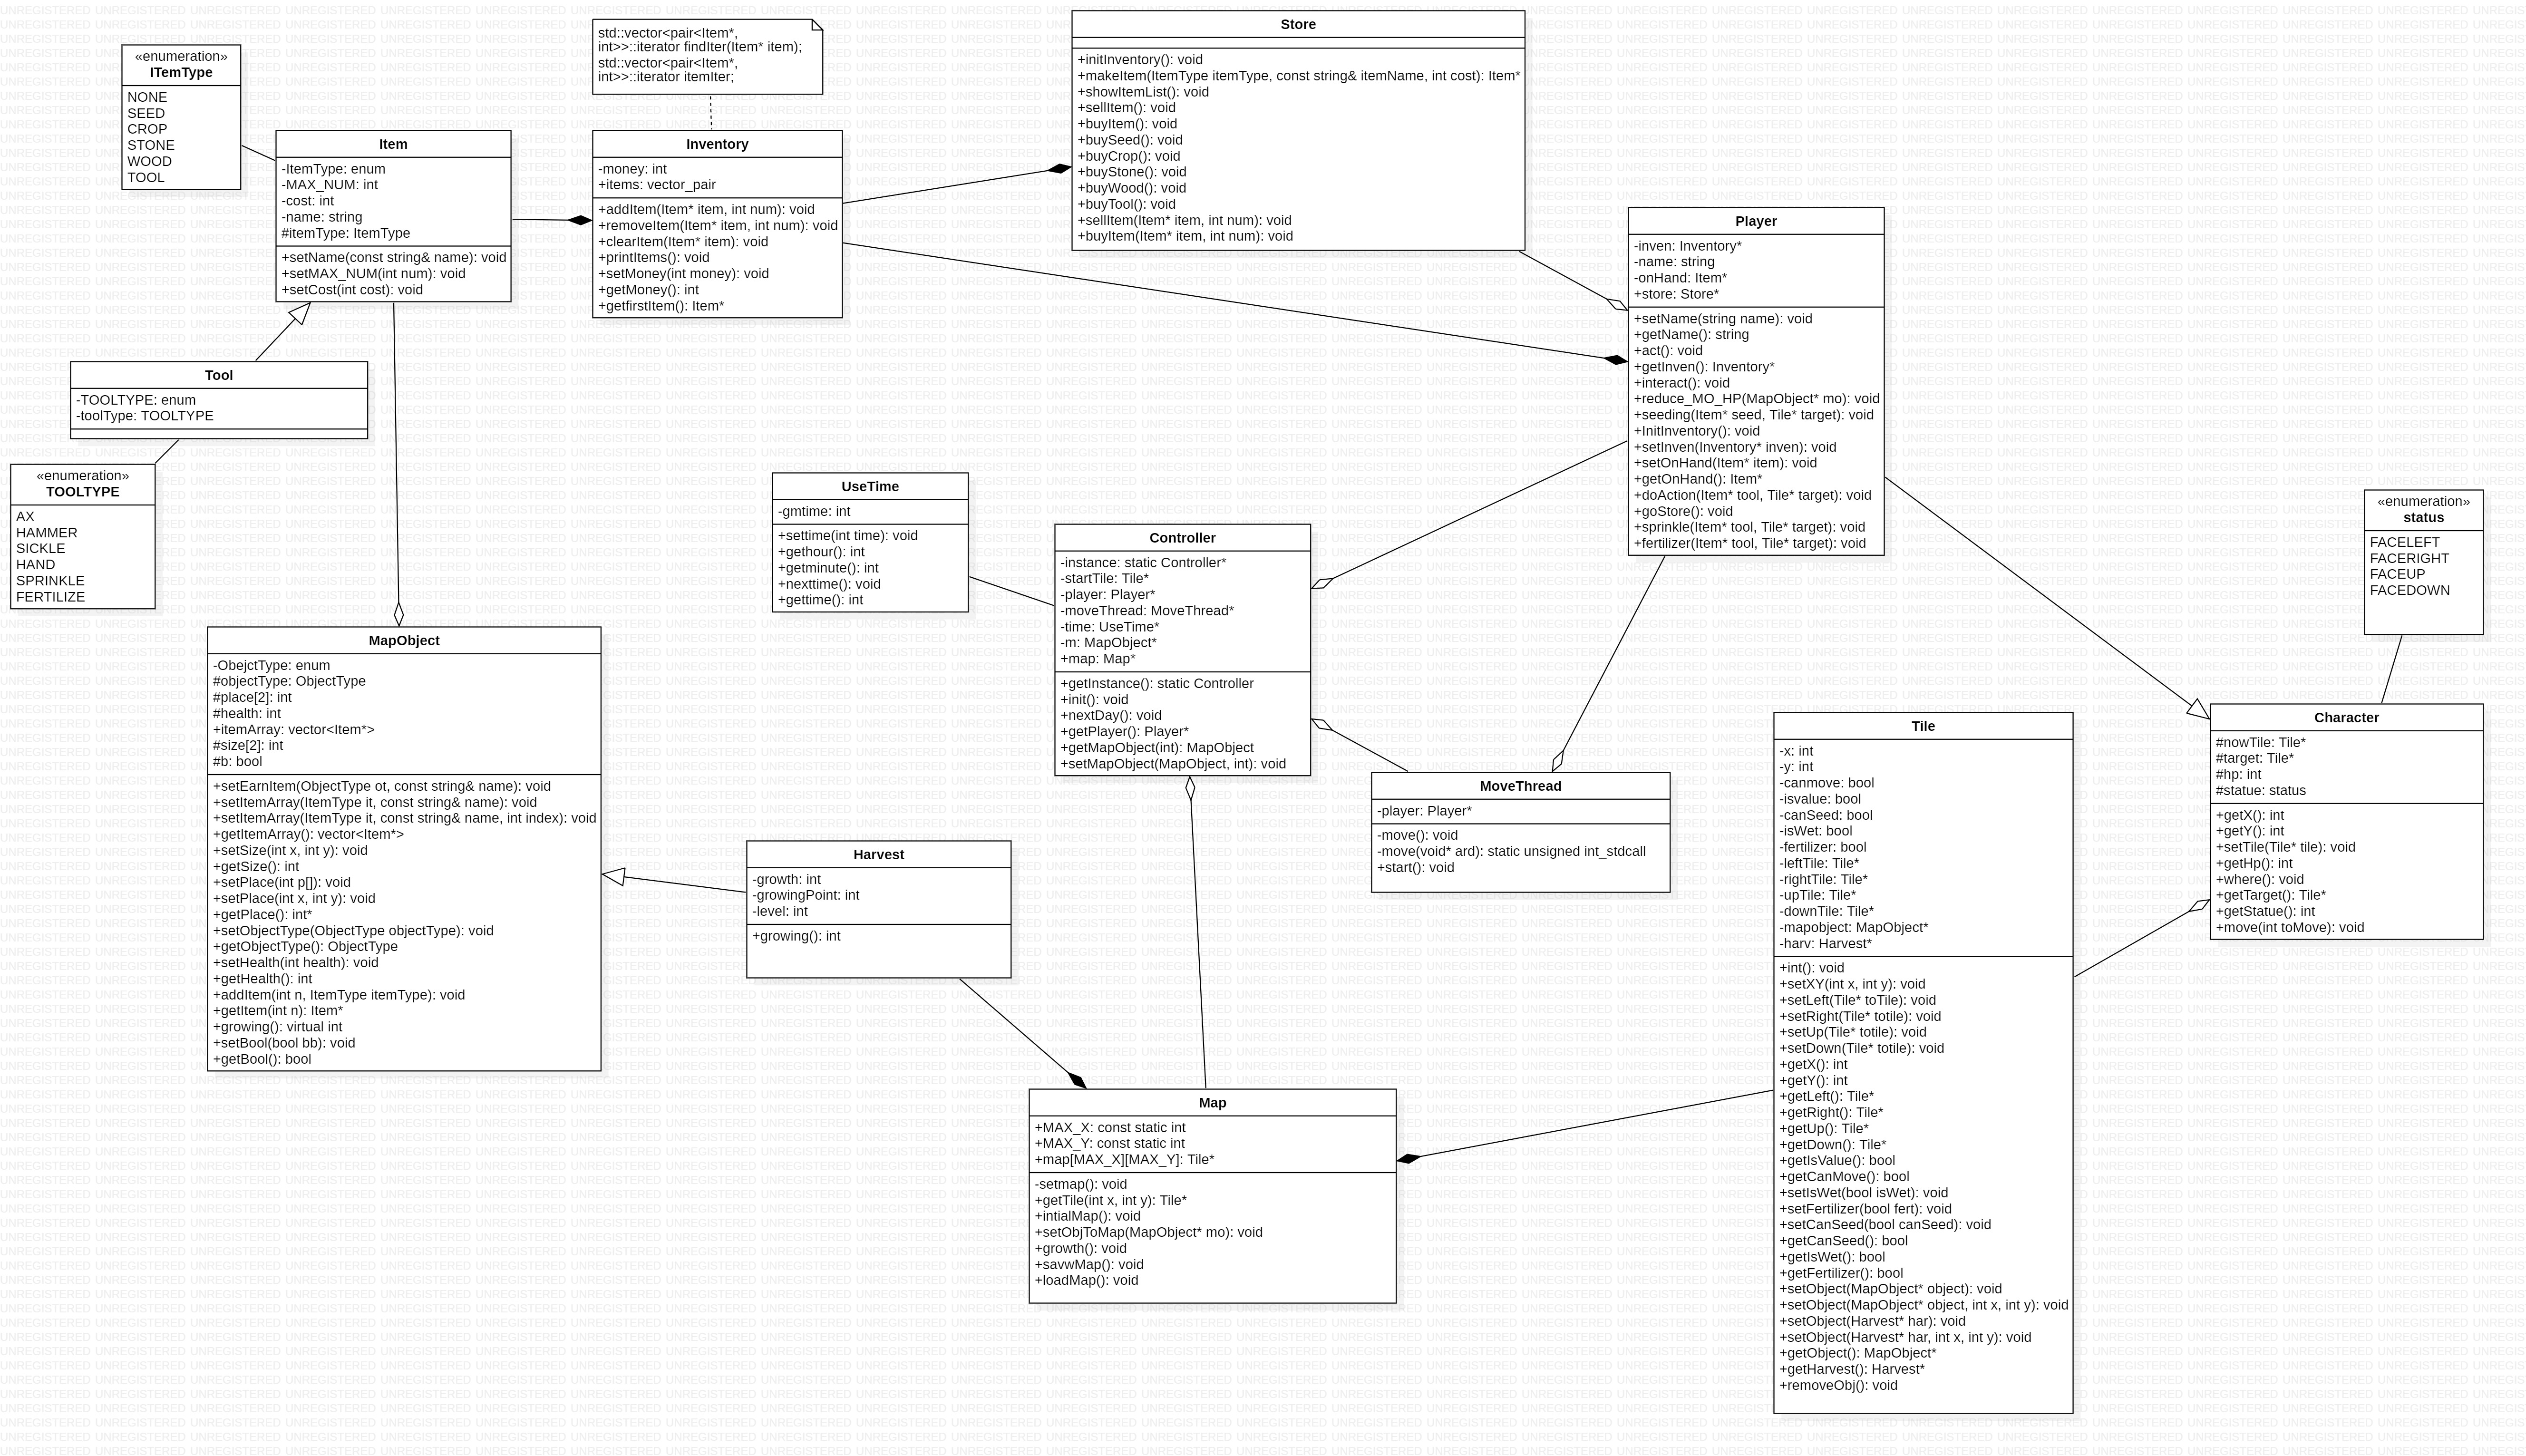 «enumeration»
ITemType
NONE
SEED
CROP
STONE
WOOD
TOOL
std::vector<pair<Item*,
int>>::iterator findIter(Item* item);
std::vector<pair<Item*,
int>>::iterator itemIter;
Item
-ItemType: enum
-MAX_NUM: int
-cost: int
-name: string
#itemType: ItemType
+setName(const string& name): void
+setMAX_NUM(int num): void
+setCost(int cost): void
Inventory
-money: int
+items: vector_pair
+addItem(Item* item, int num): void
+removeItem(Item* item, int num): void
+clearItem(Item* item): void
+printItems(): void
+setMoney(int money): void
+getMoney(): int
+getfirstItem(): Item*
Store
+initInventory(): void
+makeItem(ItemType itemType, const string& itemName, int cost): Item*
+showItemList(): void
+sellItem(): void
+buyItem(): void
+buySeed(): void
+buyCrop(): void
+buyStone(): void
+buyWood(): void
+buyTool(): void
+sellItem(Item* item, int num): void
+buyItem(Item* item, int num): void
Player
-inven: Inventory*
-name: string
-onHand: Item*
+store: Store*
+setName(string name): void
+getName(): string
+act(): void
+getInven(): Inventory*
+interact(): void
+reduce_MO_HP(MapObject* mo): void
+seeding(Item* seed, Tile* target): void
+InitInventory(): void
+setInven(Inventory* inven): void
+setOnHand(Item* item): void
+getOnHand(): Item*
+doAction(Item* tool, Tile* target): void
+goStore(): void
+sprinkle(Item* tool, Tile* target): void
+fertilizer(Item* tool, Tile* target): void
Tool
-TOOLTYPE: enum
-toolType: TOOLTYPE
«enumeration»
TOOLTYPE
AX
HAMMER
SICKLE
HAND
SPRINKLE
FERTILIZE
UseTime
-gmtime: int
+settime(int time): void
+gethour(): int
+getminute(): int
+nexttime(): void
+gettime(): int
Controller
-instance: static Controller*
-startTile: Tile*
-player: Player*
-moveThread: MoveThread*
-time: UseTime*
-m: MapObject*
+map: Map*
+getInstance(): static Controller
+init(): void
+nextDay(): void
+getPlayer(): Player*
+getMapObject(int): MapObject
+setMapObject(MapObject, int): void
«enumeration»
status
FACELEFT
FACERIGHT
FACEUP
FACEDOWN
MapObject
-ObejctType: enum
#objectType: ObjectType
#place[2]: int
#health: int
+itemArray: vector<Item*>
#size[2]: int
#b: bool
+setEarnItem(ObjectType ot, const string& name): void
+setItemArray(ItemType it, const string& name): void
+setItemArray(ItemType it, const string& name, int index): void
+getItemArray(): vector<Item*>
+setSize(int x, int y): void
+getSize(): int
+setPlace(int p[]): void
+setPlace(int x, int y): void
+getPlace(): int*
+setObjectType(ObjectType objectType): void
+getObjectType(): ObjectType
+setHealth(int health): void
+getHealth(): int
+addItem(int n, ItemType itemType): void
+getItem(int n): Item*
+growing(): virtual int
+setBool(bool bb): void
+getBool(): bool
Harvest
-growth: int
-growingPoint: int
-level: int
+growing(): int
MoveThread
-player: Player*
-move(): void
-move(void* ard): static unsigned int_stdcall
+start(): void
Character
#nowTile: Tile*
#target: Tile*
#hp: int
#statue: status
+getX(): int
+getY(): int
+setTile(Tile* tile): void
+getHp(): int
+where(): void
+getTarget(): Tile*
+getStatue(): int
+move(int toMove): void
Tile
-x: int
-y: int
-canmove: bool
-isvalue: bool
-canSeed: bool
-isWet: bool
-fertilizer: bool
-leftTile: Tile*
-rightTile: Tile*
-upTile: Tile*
-downTile: Tile*
-mapobject: MapObject*
-harv: Harvest*
+int(): void
+setXY(int x, int y): void
+setLeft(Tile* toTile): void
+setRight(Tile* totile): void
+setUp(Tile* totile): void
+setDown(Tile* totile): void
+getX(): int
+getY(): int
+getLeft(): Tile*
+getRight(): Tile*
+getUp(): Tile*
+getDown(): Tile*
+getIsValue(): bool
+getCanMove(): bool
+setIsWet(bool isWet): void
+setFertilizer(bool fert): void
+setCanSeed(bool canSeed): void
+getCanSeed(): bool
+getIsWet(): bool
+getFertilizer(): bool
+setObject(MapObject* object): void
+setObject(MapObject* object, int x, int y): void
+setObject(Harvest* har): void
+setObject(Harvest* har, int x, int y): void
+getObject(): MapObject*
+getHarvest(): Harvest*
+removeObj(): void
Map
+MAX_X: const static int
+MAX_Y: const static int
+map[MAX_X][MAX_Y]: Tile*
-setmap(): void
+getTile(int x, int y): Tile*
+intialMap(): void
+setObjToMap(MapObject* mo): void
+growth(): void
+savwMap(): void
+loadMap(): void
UNREGISTERED